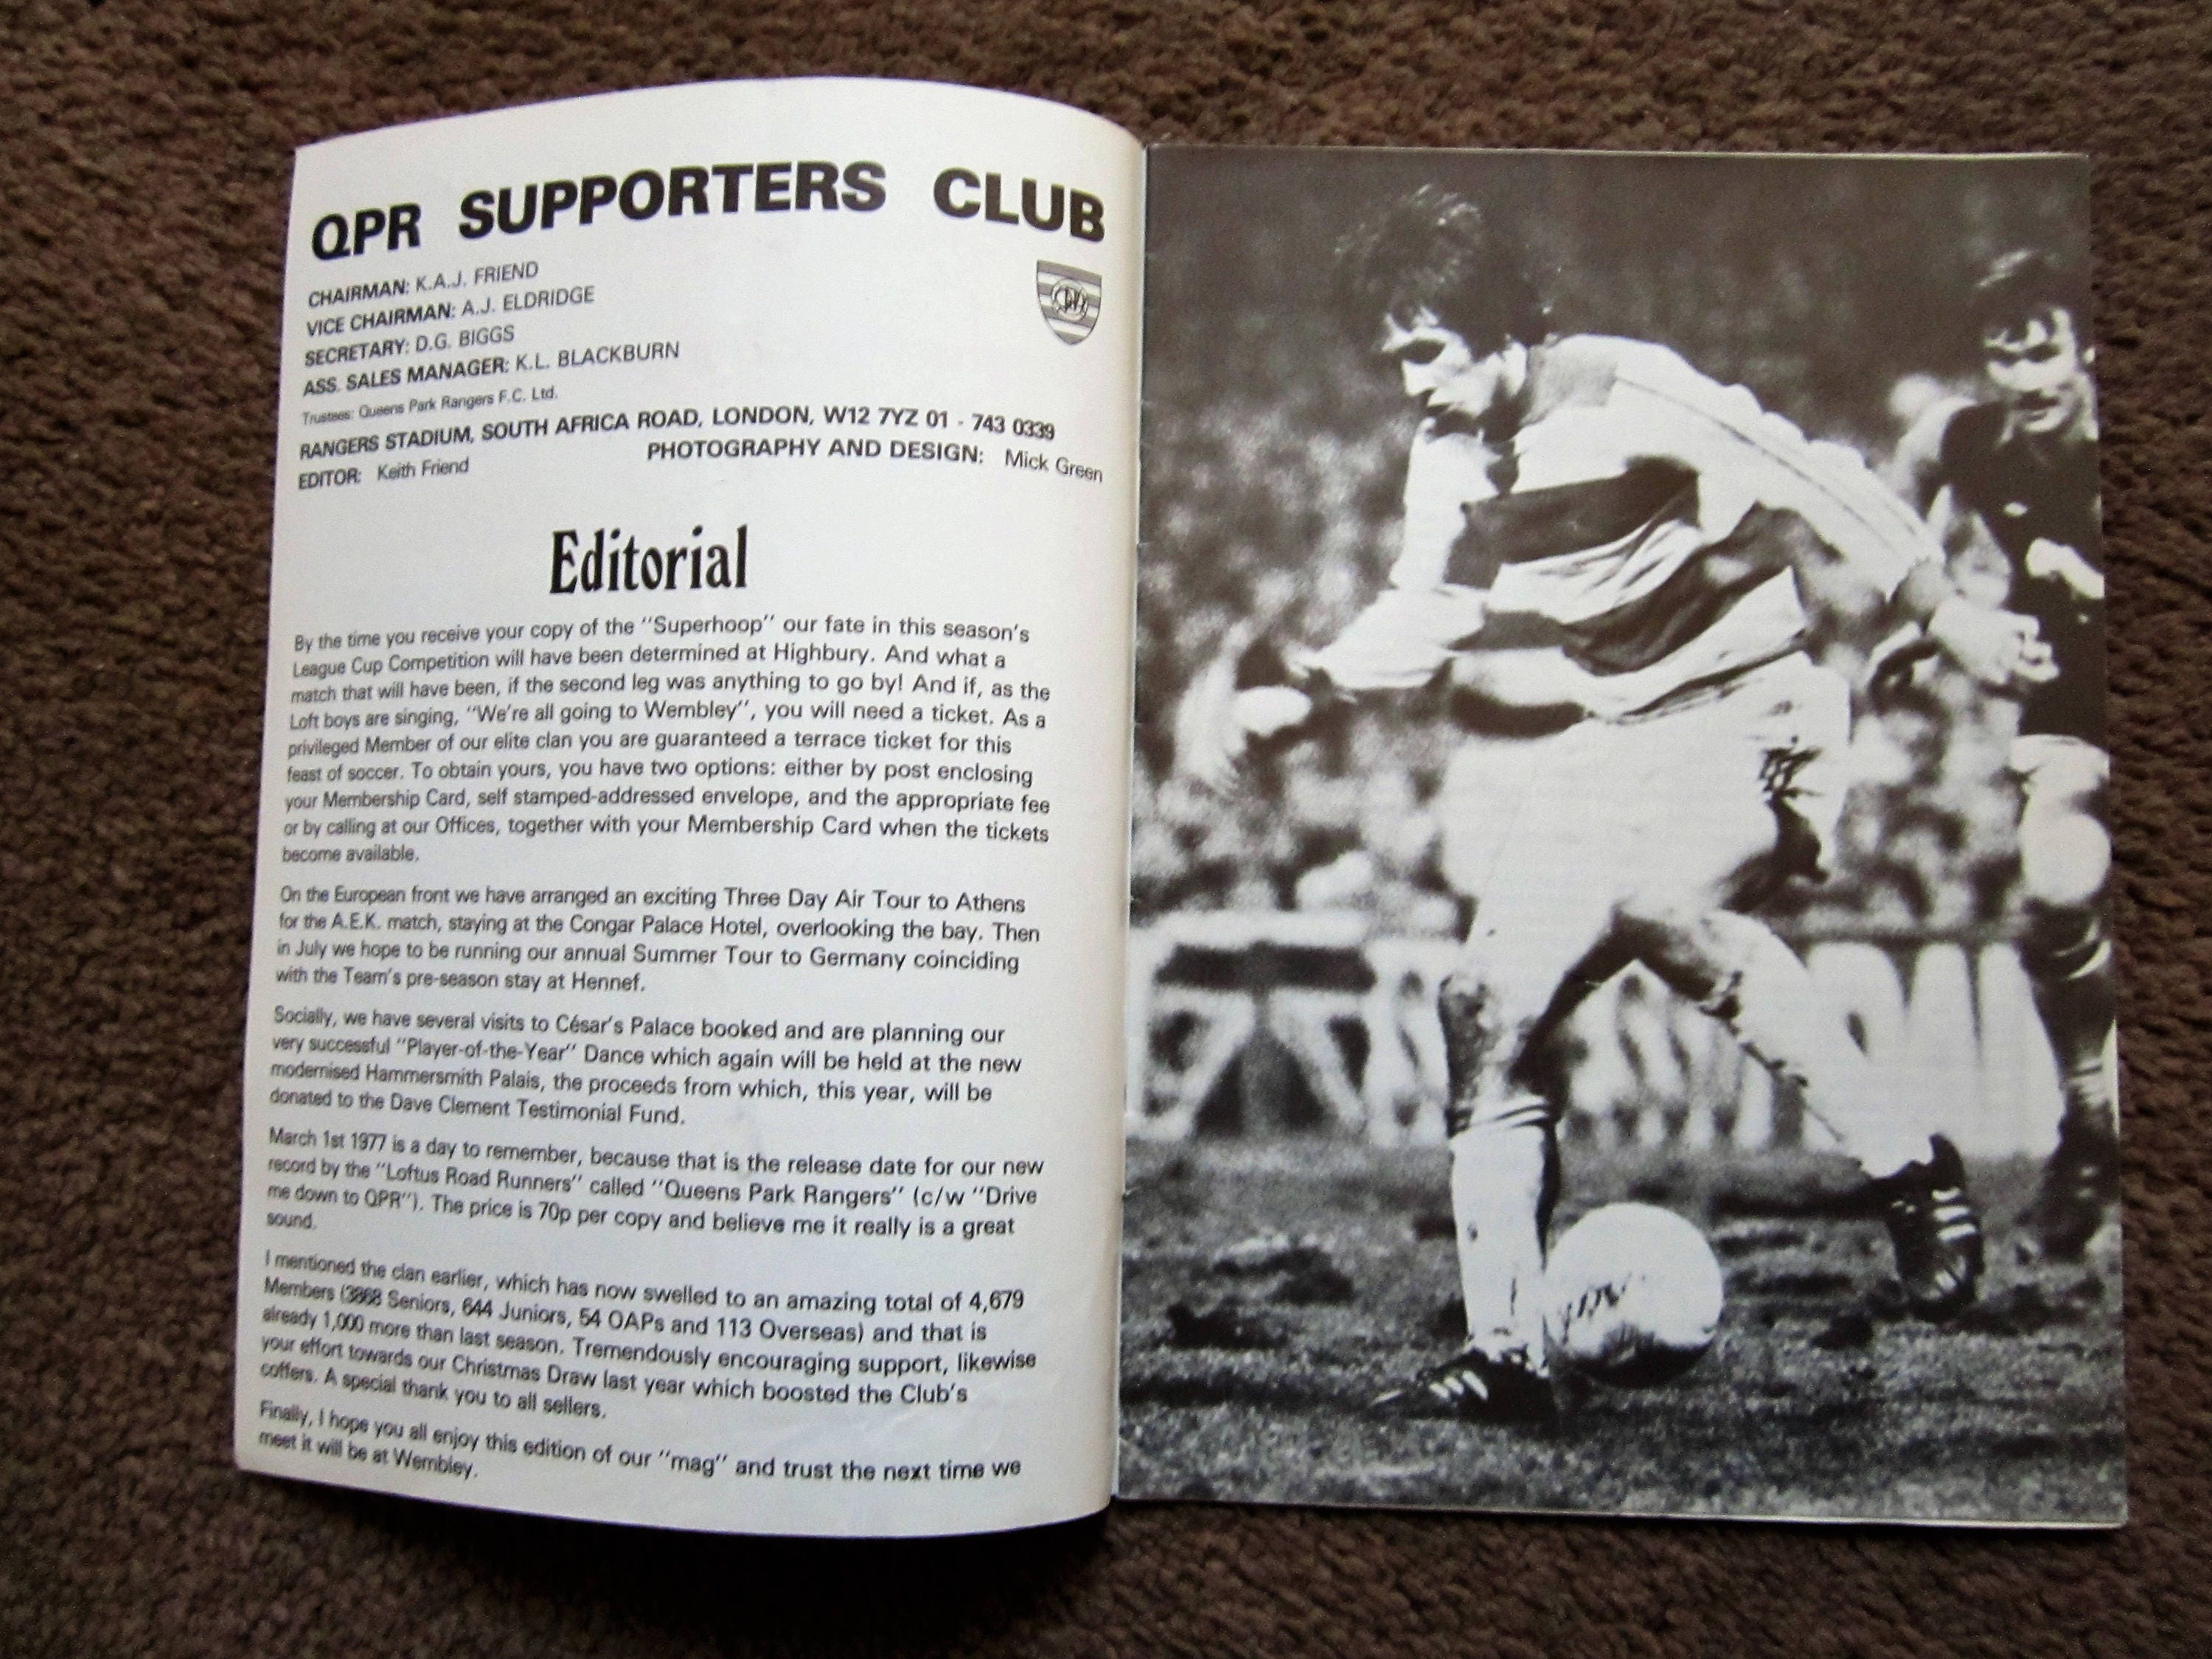 QPR SUPPORTERS CLUB
CHAIRMAN: K.A.J. FRIEND
VICE CHAIRMAN: A.J. ELDRIDGE
SECRETARY: D.G. BIGGS
ASS. SALES MANAGER: K.L. BLACKBURN
Trustees: Queens Park Rangers F.C. Ltd.
RANGERS STADIUM, SOUTH AFRICA ROAD, LONDON, W12 7YZ 01 - 743 0339
EDITOR: Keith Friend PHOTOGRAPHY AND DESIGN: Mick Green
Editorial
By the time you receive your copy of the "Superhoop" our fate in this season's
League Cup Competition will have been determined at Highbury. And what a
match that will have been, if the second leg was anything to go by! And if, as the
Loft boys are singing, "We're all going to Wembley", you will need a ticket. As a
privileged Member of our elite clan you are guaranteed a terrace ticket for this
feast of soccer. To obtain yours, you have two options: either by post enclosing
your Membership Card, self stamped-addressed envelope, and the appropriate fee
or by calling at our Offices, together with your Membership Card when the tickets
become available.
On the European front we have arranged an exciting Three Day Air Tour to Athens
for the A.E.K. match, staying at the Congar Palace Hotel, overlooking the bay. Then
in July we hope to be running our annual Summer Tour to Germany coinciding
with the Team's pre-season stay at Hennef.
Socially, we have several visits to César's Palace booked and are planning our
very successful "Player-of-the-Year" Dance which again will be held at the new
modernised Hammersmith Palais, the proceeds from which, this year, will be
donated to the Dave Clement Testimonial Fund.
March 1st 1977 is a day to remember, because that is the release date for our new
record by the "Loftus Road Runners" called "Queens Park Rangers" (c/w "Drive
me down to QPR"). The price is 70p per copy and believe me it really is a great
sound.
I mentioned the clan earlier, which has now swelled to an amazing total of 4,679
Members (3868 Seniors, 644 Juniors, 54 OAPs and 113 Overseas) and that is
already 1,000 more than last season. Tremendously encouraging support, likewise
your effort towards our Christmas Draw last year which boosted the Club's
coffers. A special thank you to all sellers.
Finally, I hope you all enjoy this edition of our "mag" and trust the next time we
meet it will be at Wembley.